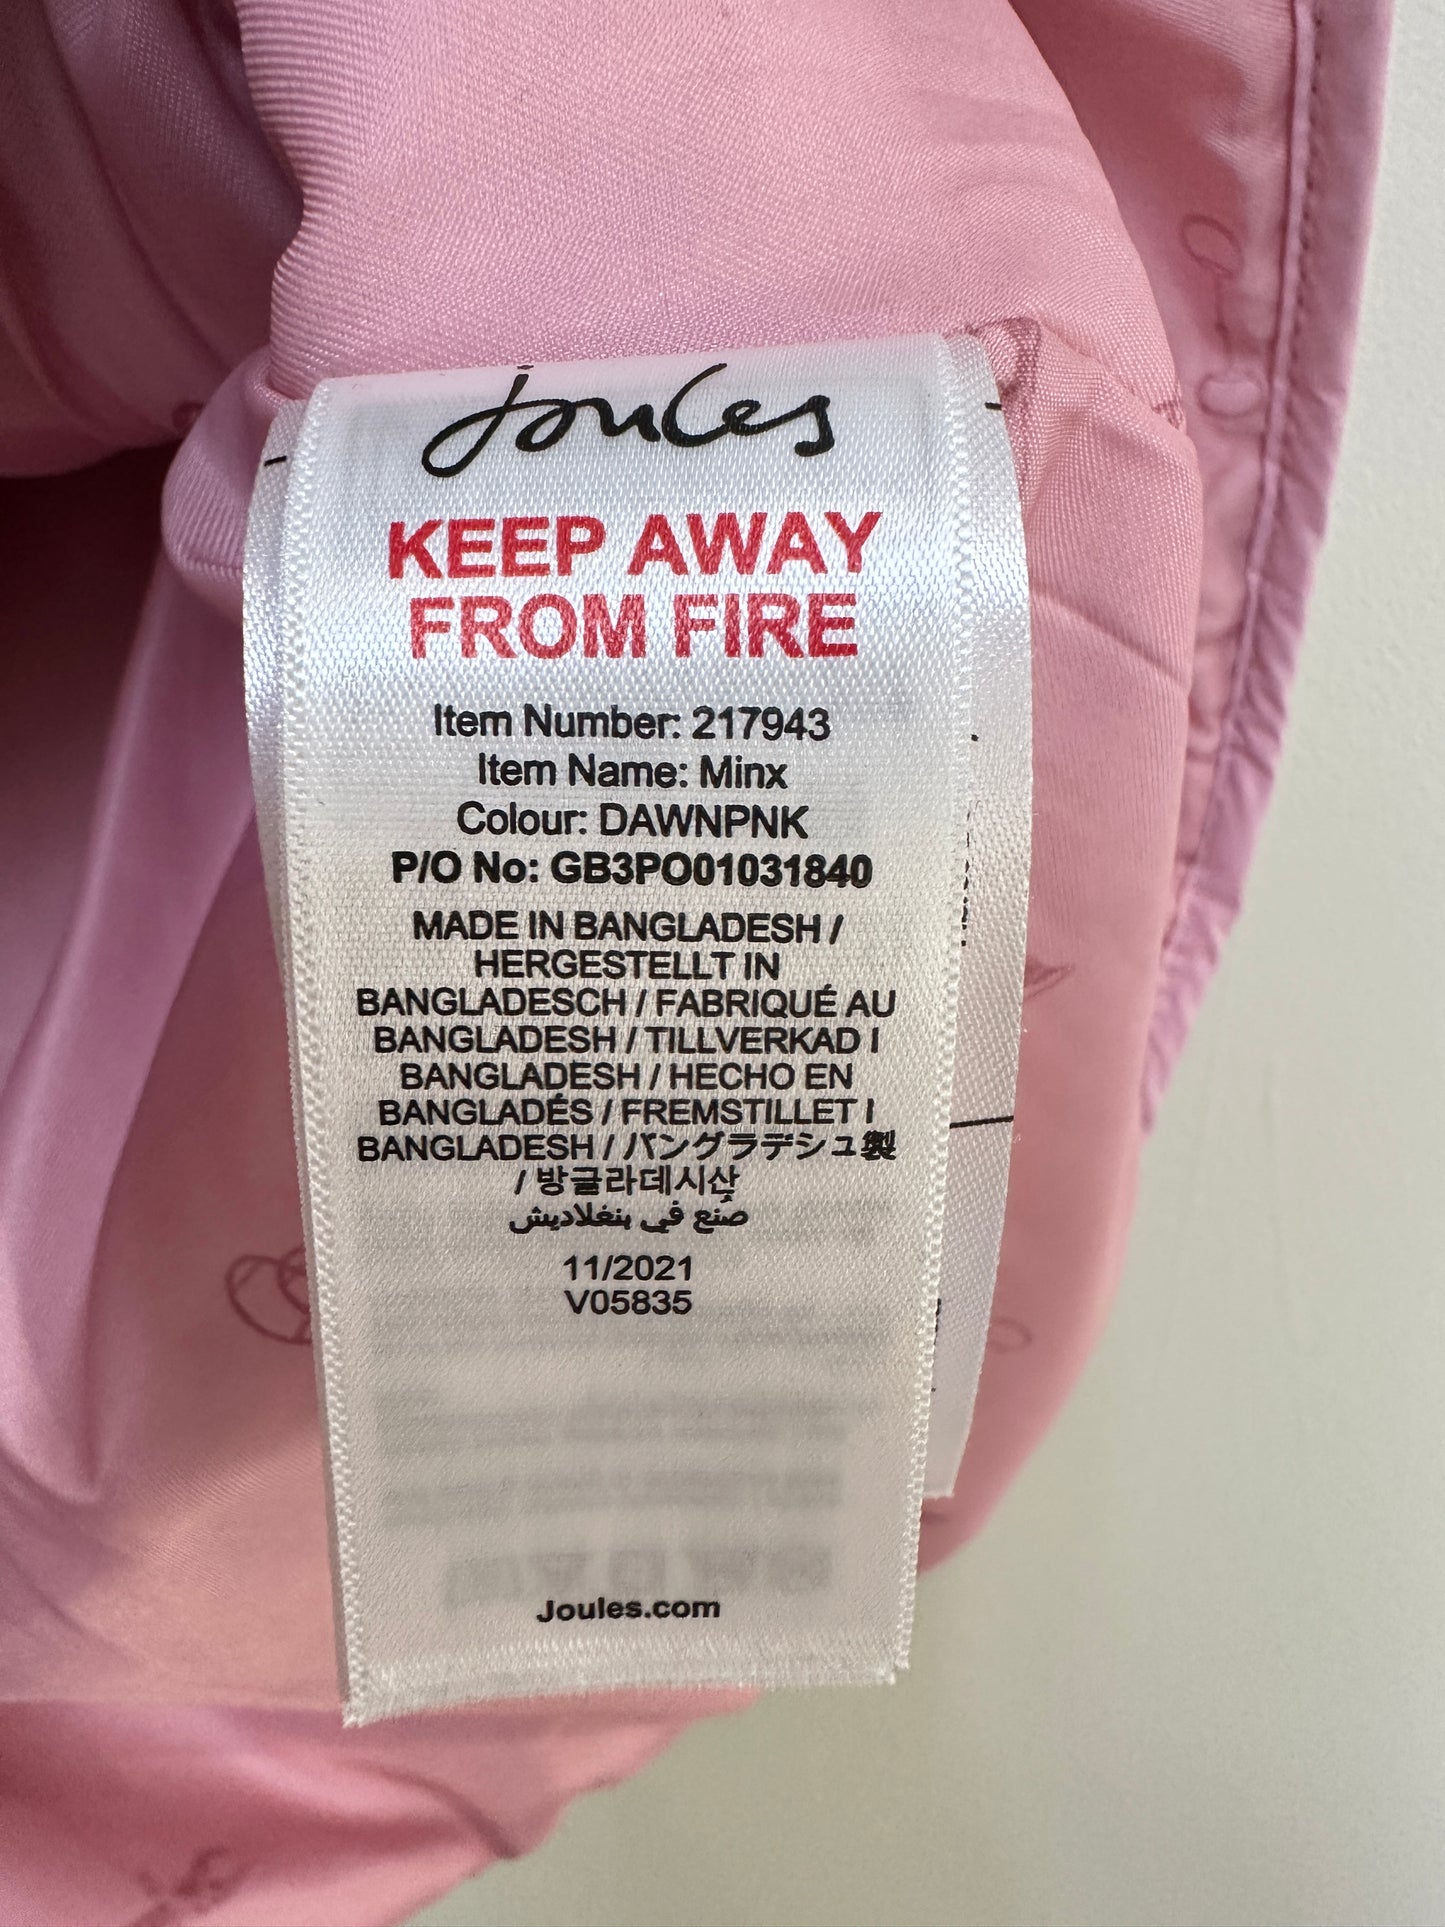 Joules
KEEP AWAY
FROM FIRE
Item Number: 217943
Item Name: Minx
Colour: DAWNPNK
P/O No: GB3PO01031840
MADE IN BANGLADESH /
HERGESTELLT IN
BANGLADESCH / FABRIQUÉ AU
BANGLADESH / TILLVERKAD I
BANGLADESH / HECHO EN
BANGLADÉS / FREMSTILLET I
BANGLADESH / バングラデシュ製
/ 방글라데시산
صُنع في بنغلاديش
11/2021
V05835
Joules.com